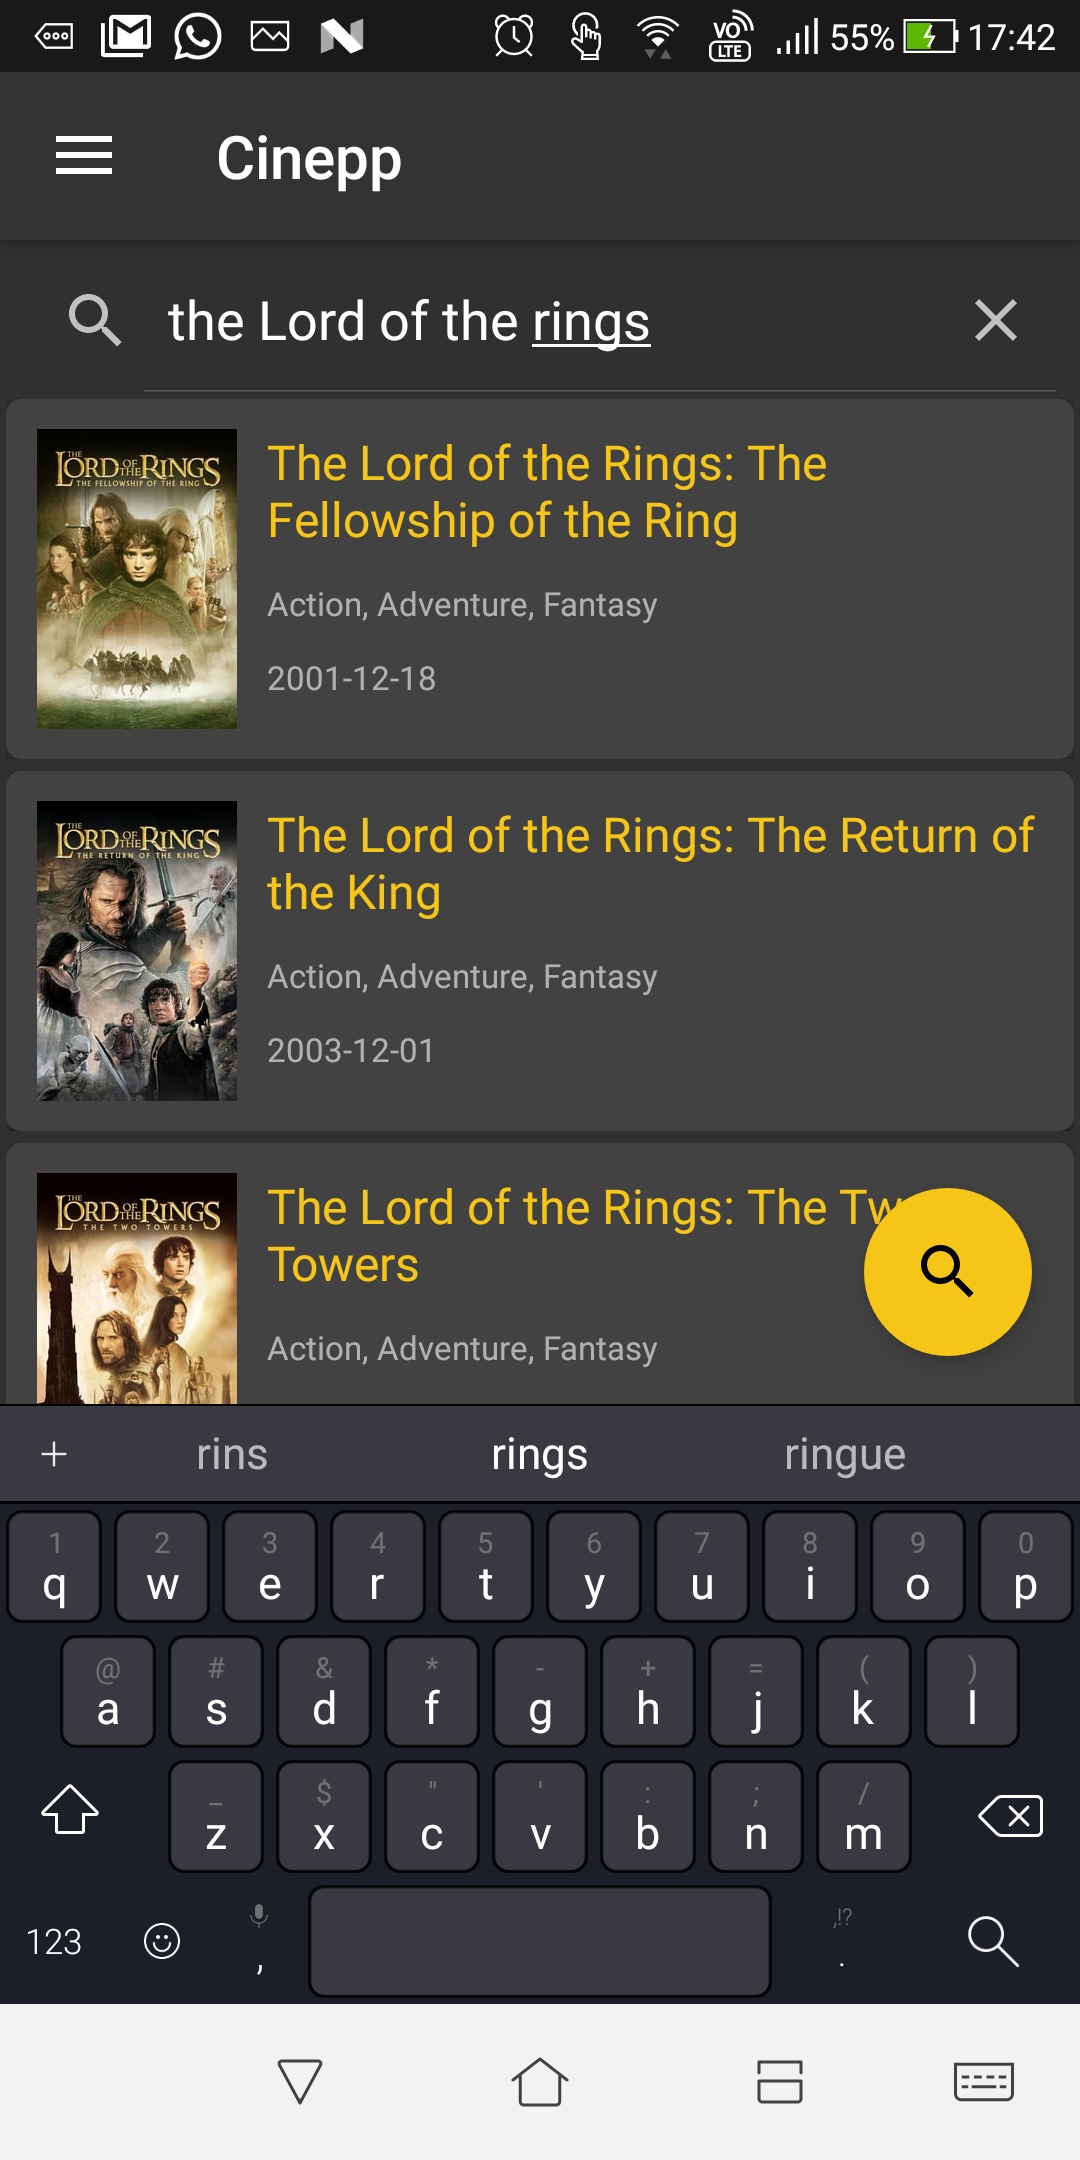 VO LTE 55% 17:42
Cinepp
the Lord of the rings
THE LORD OF THE RINGS
THE FELLOWSHIP OF THE RING
The Lord of the Rings: The
Fellowship of the Ring
Action, Adventure, Fantasy
2001-12-18
THE LORD OF THE RINGS
THE RETURN OF THE KING
The Lord of the Rings: The Return of
the King
Action, Adventure, Fantasy
2003-12-01
THE LORD OF THE RINGS
THE TWO TOWERS
The Lord of the Rings: The Tw
Towers
Action, Adventure, Fantasy
+ rins rings ringue
1 2 3 4 5 6 7 8 9 0
q w e r t y u i o p
@ # & * - + = ( )
a s d f g h j k l
_ $ " ' : ; /
z x c v b n m
123 , ,!? .